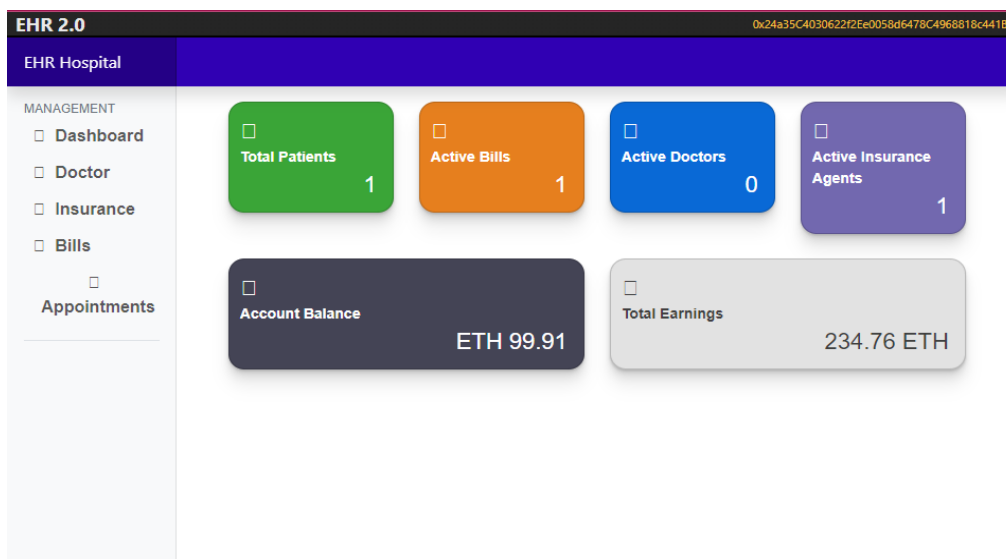 EHR 2.0
0x24a35C4030622f2Ee0058d6478C4968818c441B
EHR Hospital
MANAGEMENT
Dashboard
Doctor
Insurance
Bills
Appointments
Total Patients
1
Active Bills
1
Active Doctors
0
Active Insurance
Agents
1
Account Balance
ETH 99.91
Total Earnings
234.76 ETH